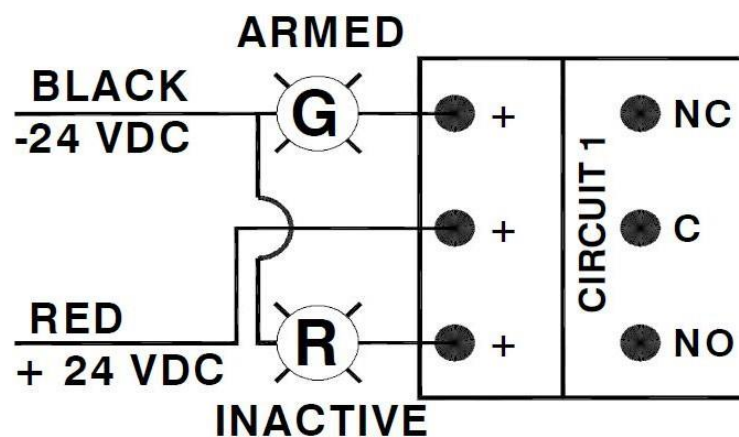 ARMED
BLACK
G
+
NC
-24 VDC
CIRCUIT 1
+
C
RED
R
+
NO
+ 24 VDC
INACTIVE